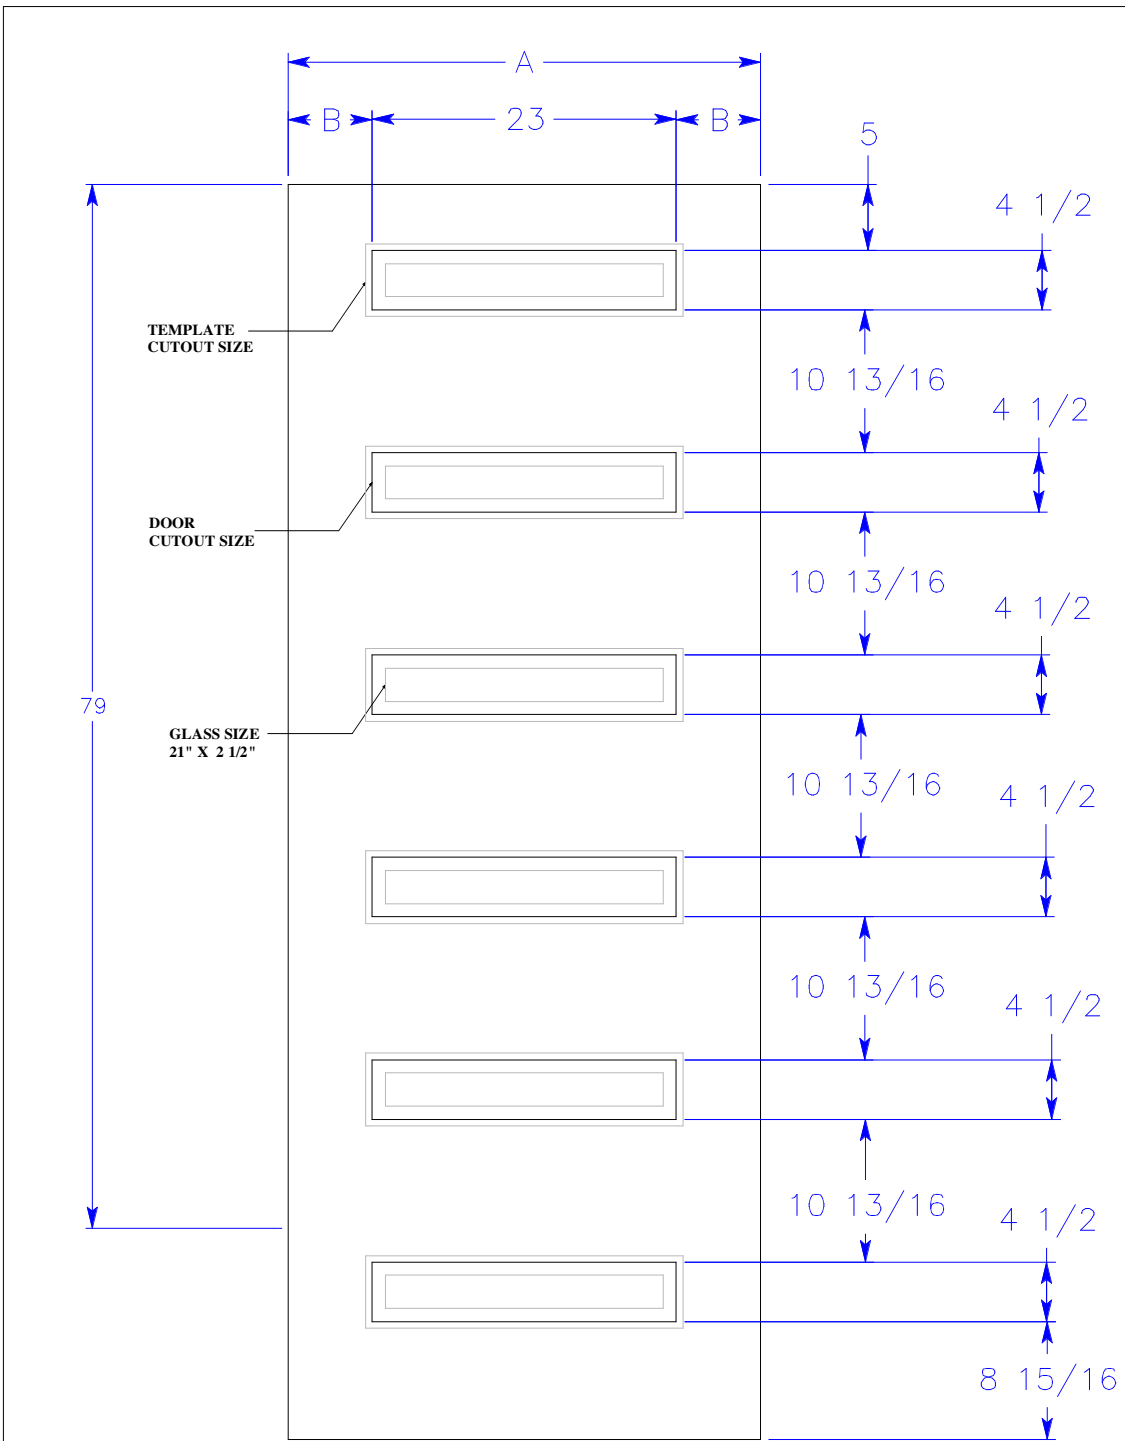 A
B 23 B
5
4 1/2
TEMPLATE
CUTOUT SIZE
10 13/16
4 1/2
DOOR
CUTOUT SIZE
10 13/16
4 1/2
79
GLASS SIZE
21" X 2 1/2"
10 13/16
4 1/2
10 13/16
4 1/2
10 13/16
4 1/2
8 15/16